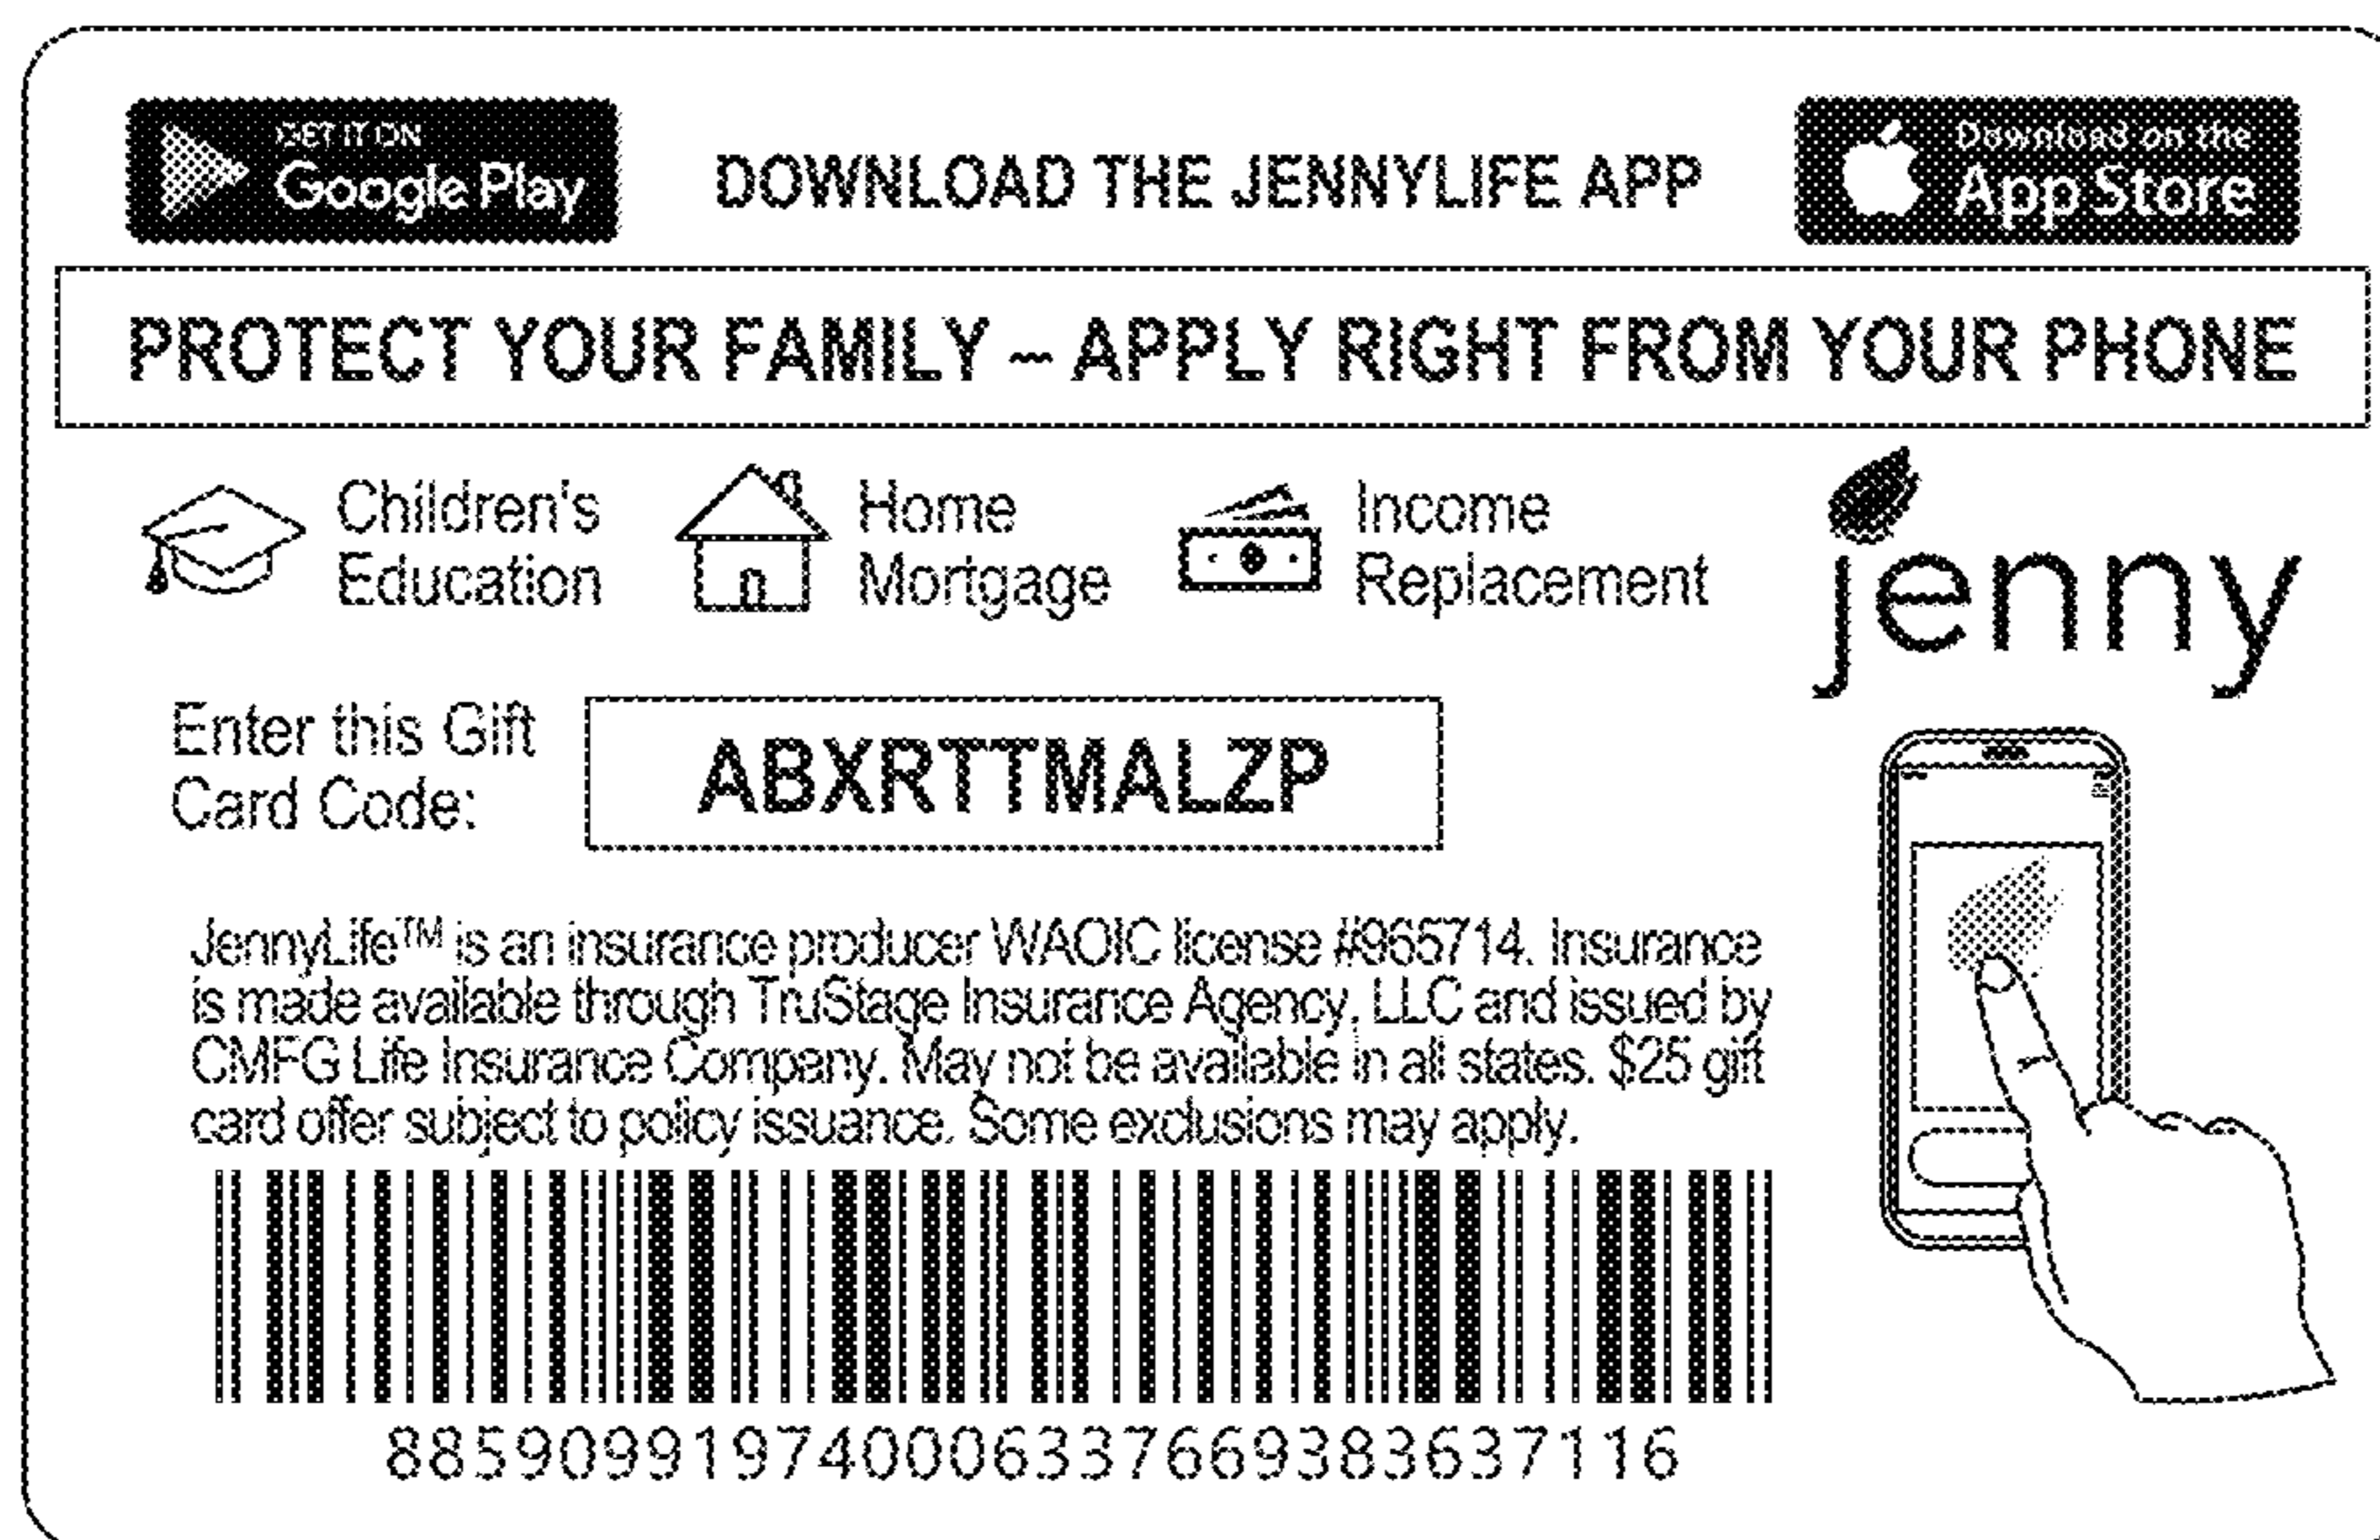 GET IT ON
Google Play
DOWNLOAD THE JENNYLIFE APP
Download on the
App Store
PROTECT YOUR FAMILY – APPLY RIGHT FROM YOUR PHONE
Children's
Education
Home
Mortgage
Income
Replacement
jenny
Enter this Gift
Card Code:
ABXRTTMALZP
JennyLife™ is an insurance producer WAOIC license #965714. Insurance
is made available through TruStage Insurance Agency, LLC and issued by
CMFG Life Insurance Company. May not be available in all states. $25 gift
card offer subject to policy issuance. Some exclusions may apply.
885909919740006337669383637116